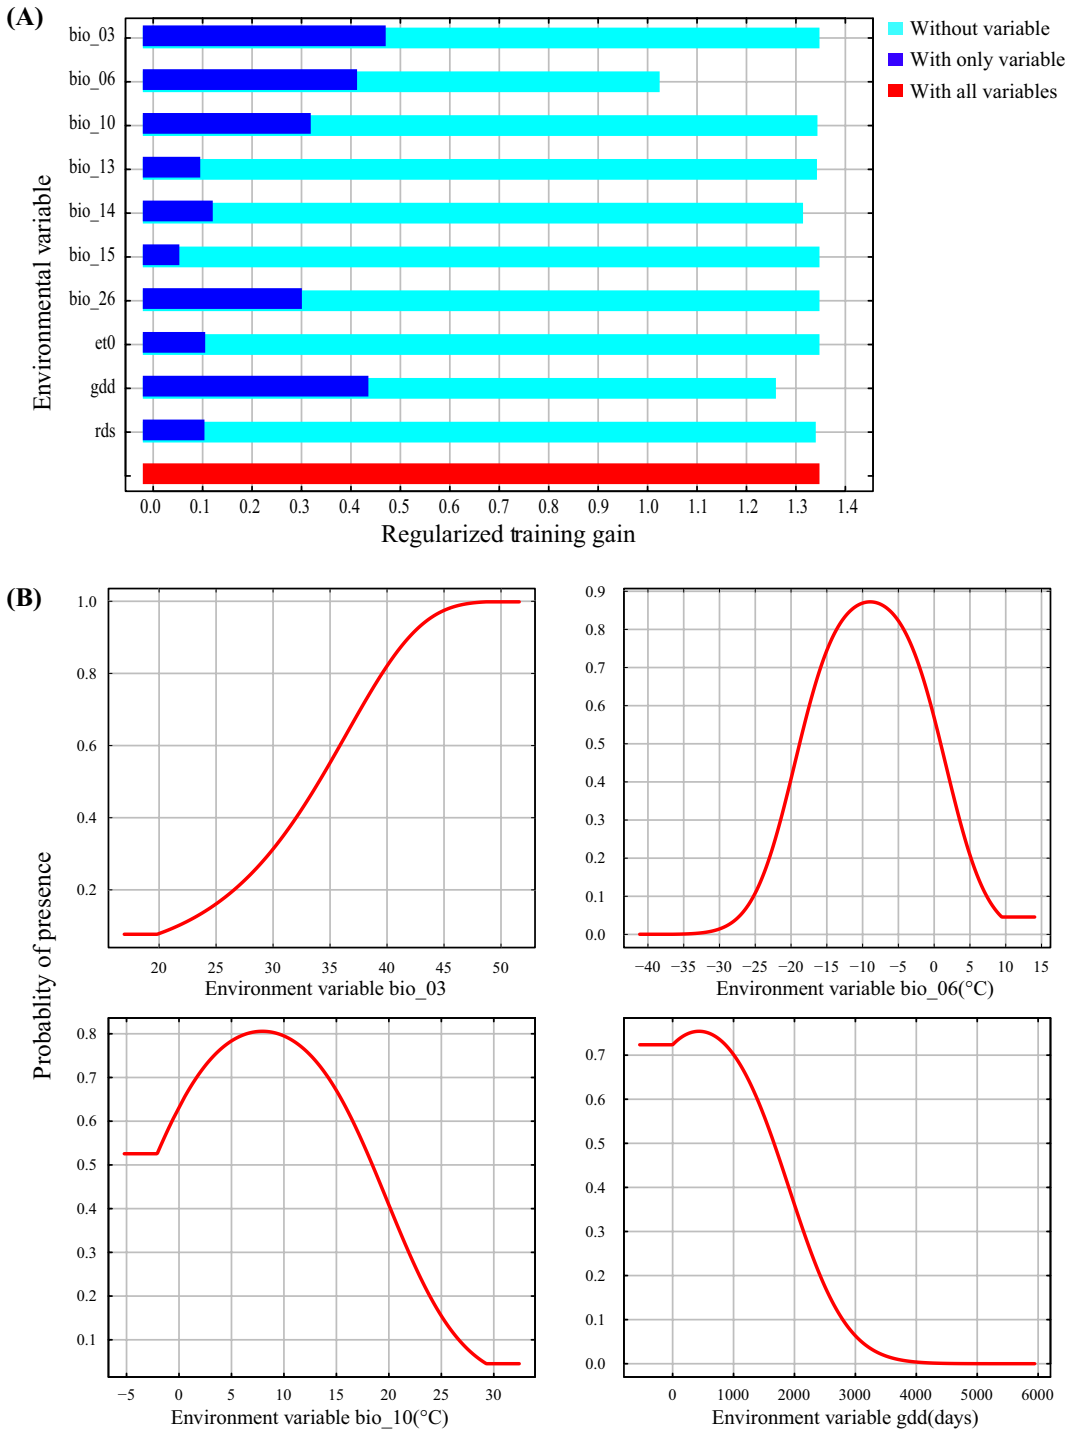 (A)
Without variable
With only variable
With all variables
Environmental variable
bio_03
bio_06
bio_10
bio_13
bio_14
bio_15
bio_26
et0
gdd
rds
0.0 0.1 0.2 0.3 0.4 0.5 0.6 0.7 0.8 0.9 1.0 1.1 1.2 1.3 1.4
Regularized training gain
(B)
Probablity of presence
1.0
0.8
0.6
0.4
0.2
20 25 30 35 40 45 50
Environment variable bio_03
0.9
0.8
0.7
0.6
0.5
0.4
0.3
0.2
0.1
0.0
−40 −35 −30 −25 −20 −15 −10 −5 0 5 10 15
Environment variable bio_06(°C)
0.8
0.7
0.6
0.5
0.4
0.3
0.2
0.1
−5 0 5 10 15 20 25 30
Environment variable bio_10(°C)
0.7
0.6
0.5
0.4
0.3
0.2
0.1
0.0
0 1000 2000 3000 4000 5000 6000
Environment variable gdd(days)